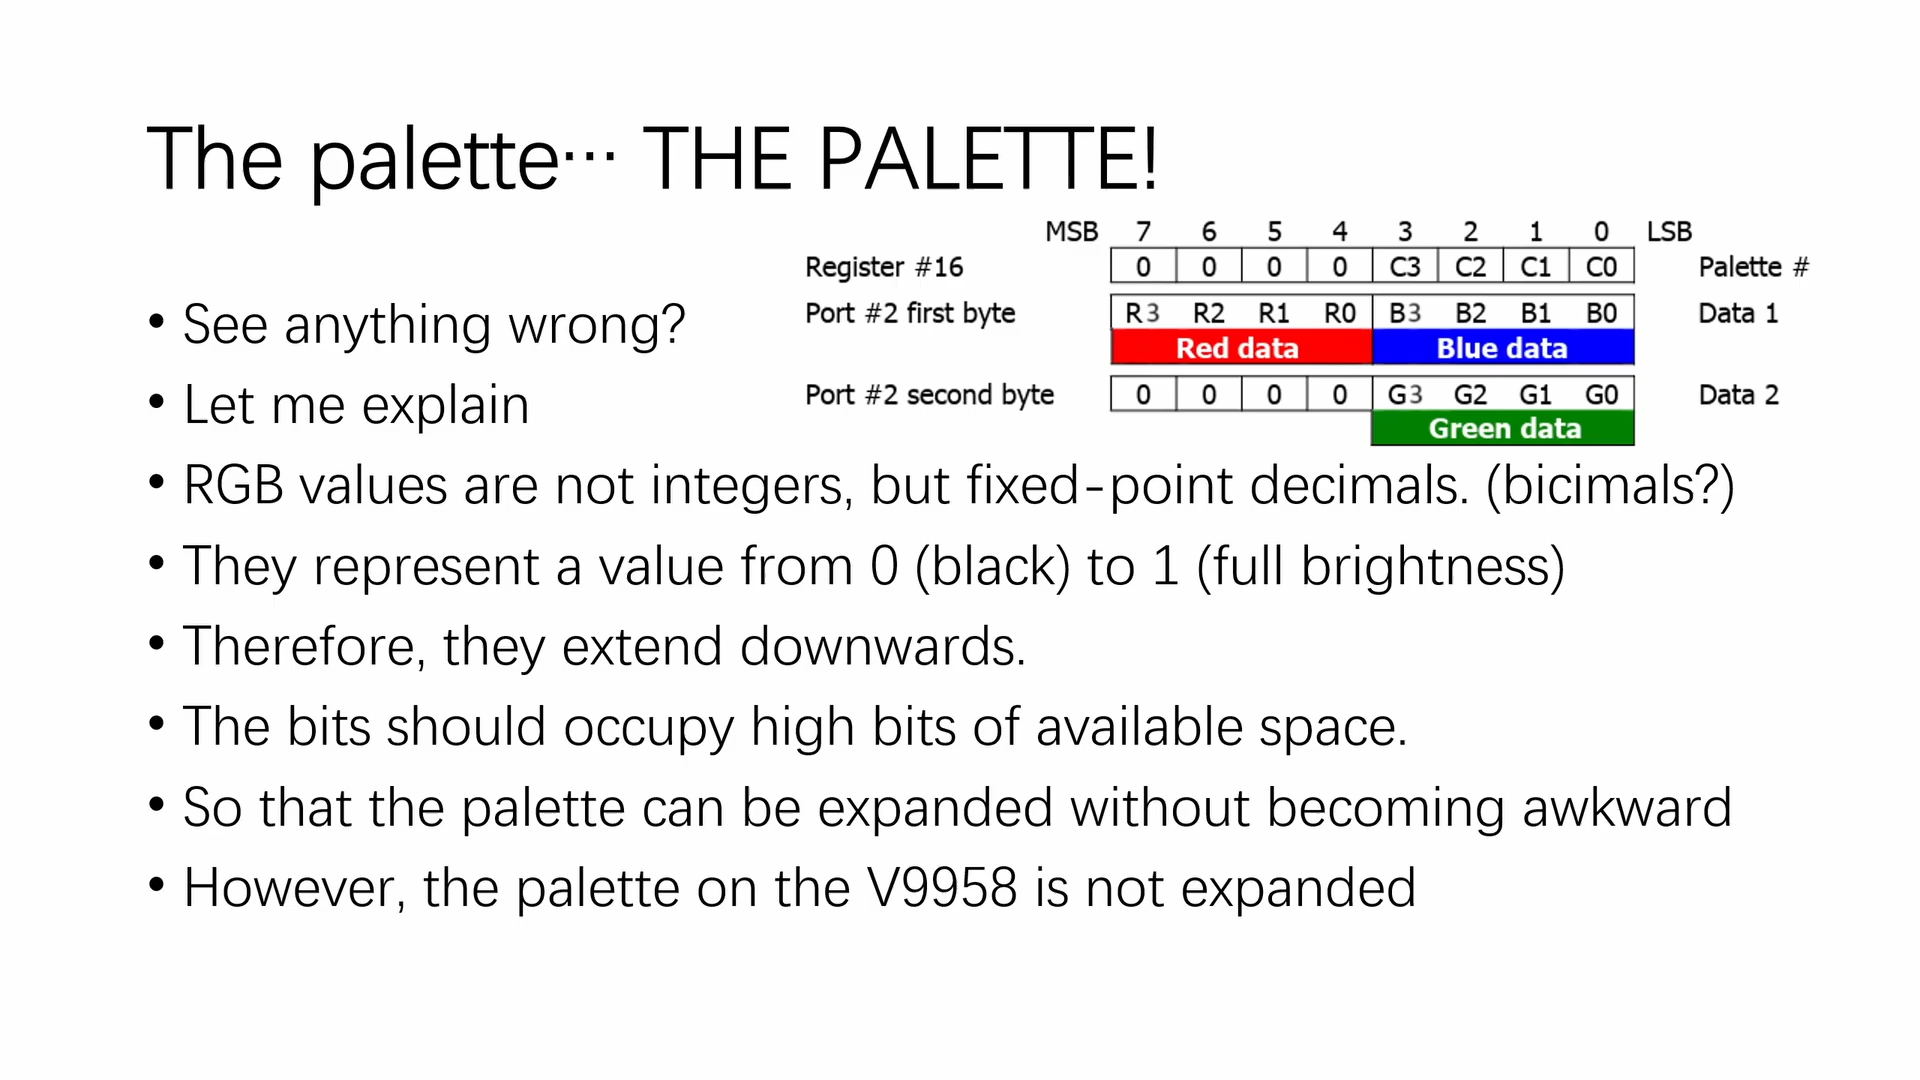 The palette… THE PALETTE!
MSB 7 6 5 4 3 2 1 0 LSB
Register #16 0 0 0 0 C3 C2 C1 C0 Palette #
Port #2 first byte R3 R2 R1 R0 B3 B2 B1 B0 Data 1
Red data Blue data
Port #2 second byte 0 0 0 0 G3 G2 G1 G0 Data 2
Green data
• See anything wrong?
• Let me explain
• RGB values are not integers, but fixed-point decimals. (bicimals?)
• They represent a value from 0 (black) to 1 (full brightness)
• Therefore, they extend downwards.
• The bits should occupy high bits of available space.
• So that the palette can be expanded without becoming awkward
• However, the palette on the V9958 is not expanded